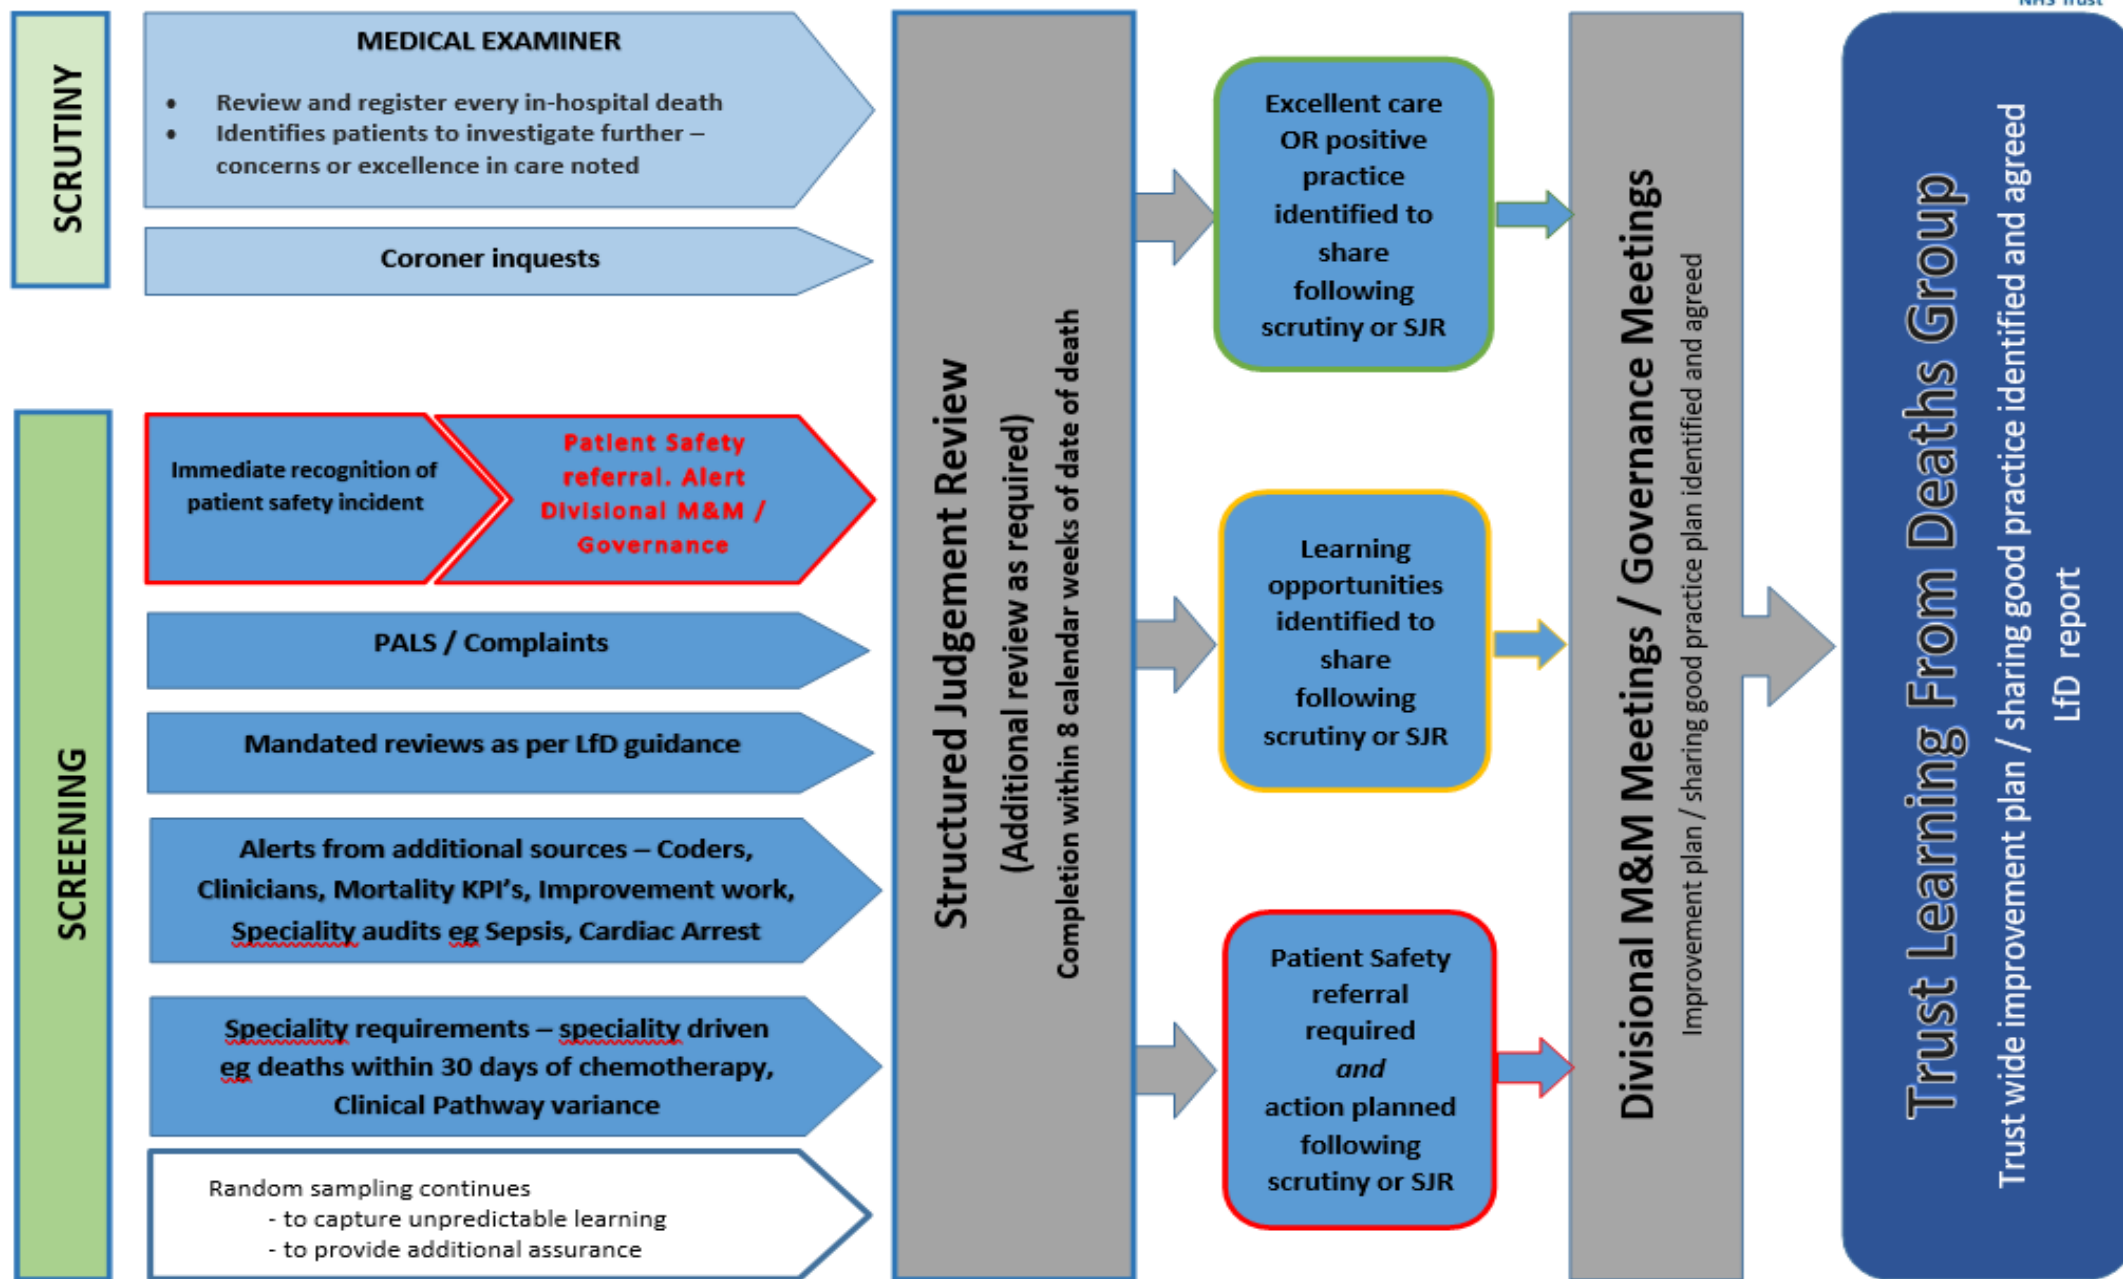 NHS Trust
SCRUTINY
MEDICAL EXAMINER
• Review and register every in-hospital death
• Identifies patients to investigate further –
concerns or excellence in care noted
Coroner inquests
SCREENING
Immediate recognition of
patient safety incident
Patient Safety
referral. Alert
Divisional M&M /
Governance
PALS / Complaints
Mandated reviews as per LfD guidance
Alerts from additional sources – Coders,
Clinicians, Mortality KPI's, Improvement work,
Speciality audits eg Sepsis, Cardiac Arrest
Speciality requirements – speciality driven
eg deaths within 30 days of chemotherapy,
Clinical Pathway variance
Random sampling continues
- to capture unpredictable learning
- to provide additional assurance
Structured Judgement Review
(Additional review as required)
Completion within 8 calendar weeks of date of death
Excellent care
OR positive
practice
identified to
share
following
scrutiny or SJR
Learning
opportunities
identified to
share
following
scrutiny or SJR
Patient Safety
referral
required
and
action planned
following
scrutiny or SJR
Divisional M&M Meetings / Governance Meetings
Improvement plan / sharing good practice plan identified and agreed
Trust Learning From Deaths Group
Trust wide improvement plan / sharing good practice identified and agreed
LfD report